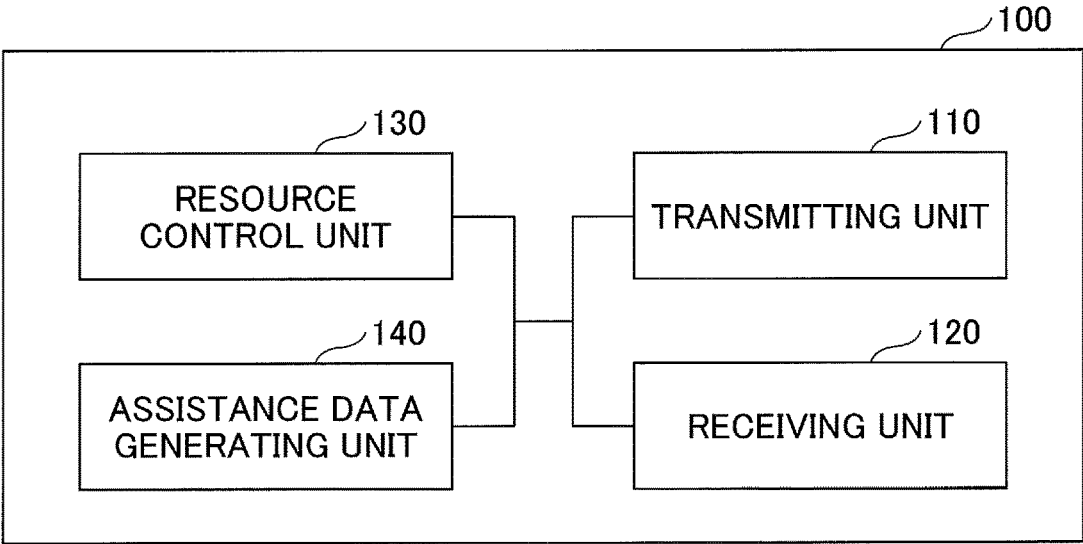 100
130
RESOURCE
CONTROL UNIT
110
TRANSMITTING UNIT
140
ASSISTANCE DATA
GENERATING UNIT
120
RECEIVING UNIT